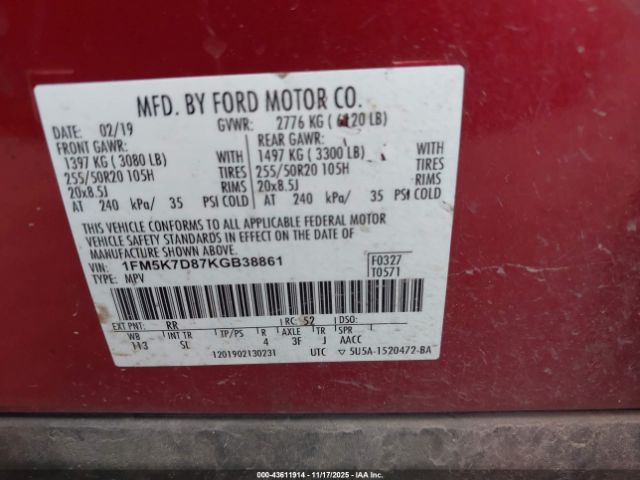 MFD. BY FORD MOTOR CO.
DATE: 02/19 GVWR: 2776 KG ( 6120 LB)
FRONT GAWR: REAR GAWR:
1397 KG ( 3080 LB) WITH 1497 KG ( 3300 LB) WITH
255/50R20 105H TIRES 255/50R20 105H TIRES
20x8.5J RIMS 20x8.5J RIMS
AT 240 kPa/ 35 PSI COLD AT 240 kPa/ 35 PSI COLD
THIS VEHICLE CONFORMS TO ALL APPLICABLE FEDERAL MOTOR
VEHICLE SAFETY STANDARDS IN EFFECT ON THE DATE OF
MANUFACTURE SHOWN ABOVE.
VIN: 1FM5K7D87KGB38861 F0327
TYPE: MPV T0571
EXT PNT: RR RC: 52 DSO:
WB INT TR TP/PS R AXLE TR SPR
113 SL 4 3F J AACC
1201902130231 UTC ▽ 5U5A-1520472-BA
000-43611914 - 11/17/2025 - IAA Inc.